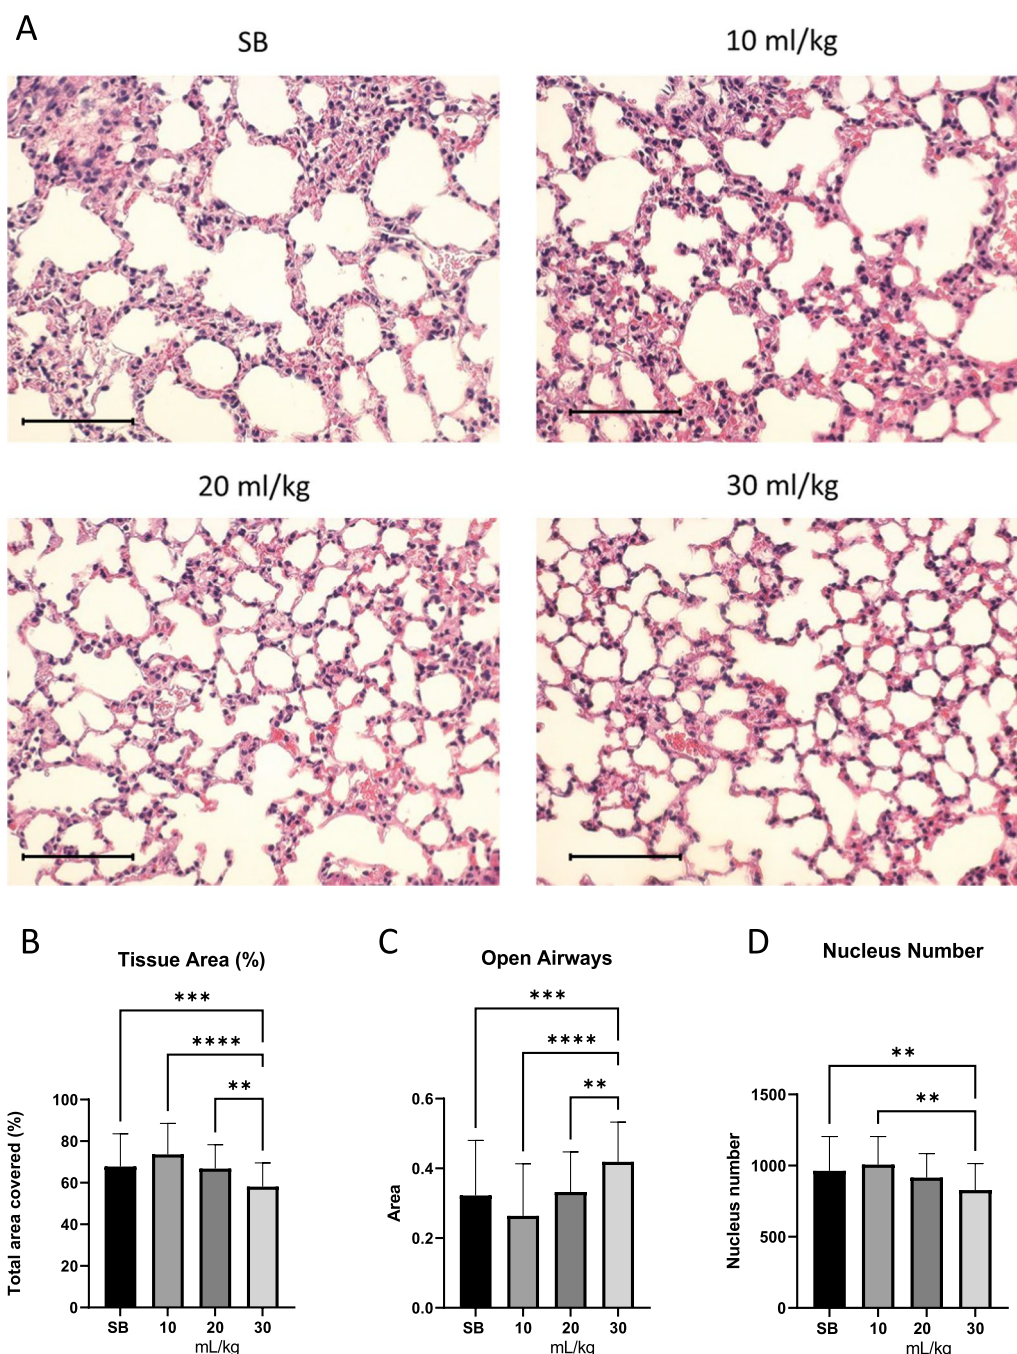 A
SB
10 ml/kg
20 ml/kg
30 ml/kg
B
Tissue Area (%)
***
****
**
Total area covered (%)
100
80
60
40
20
0
SB 10 20 30
mL/kg
C
Open Airways
***
****
**
Area
0.6
0.4
0.2
0.0
SB 10 20 30
mL/kg
D
Nucleus Number
**
**
Nucleus number
1500
1000
500
0
SB 10 20 30
mL/kg